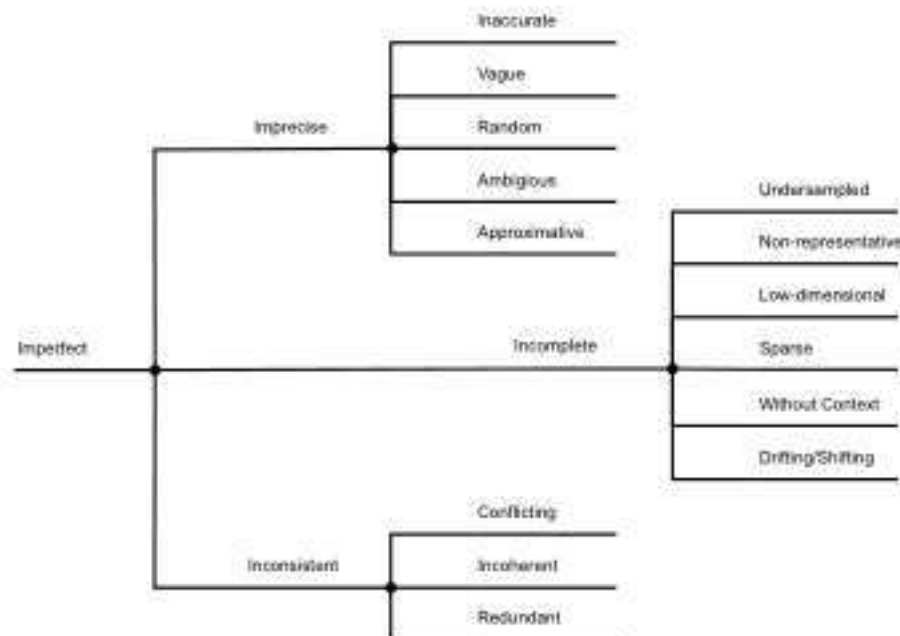 Inaccurate
Vague
Imprecise
Random
Ambigious
Approximative
Undersampled
Non-representative
Low-dimensional
Imperfect
Incomplete
Sparse
Without Context
Drifting/Shifting
Conflicting
Inconsistent
Incoherent
Redundant